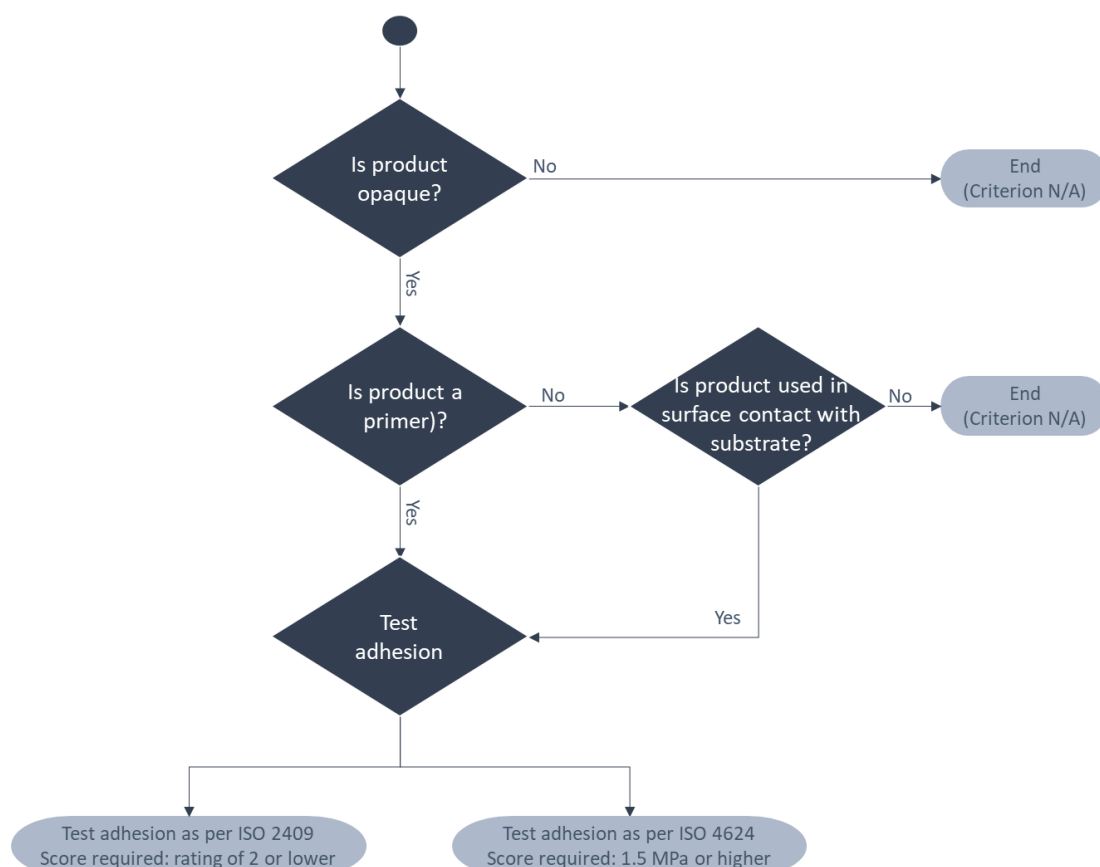 Is product
opaque?
No
End
(Criterion N/A)
Yes
Is product a
primer)?
No
Is product used in
surface contact with
substrate?
No
End
(Criterion N/A)
Yes
Yes
Test
adhesion
Test adhesion as per ISO 2409
Score required: rating of 2 or lower
Test adhesion as per ISO 4624
Score required: 1.5 MPa or higher